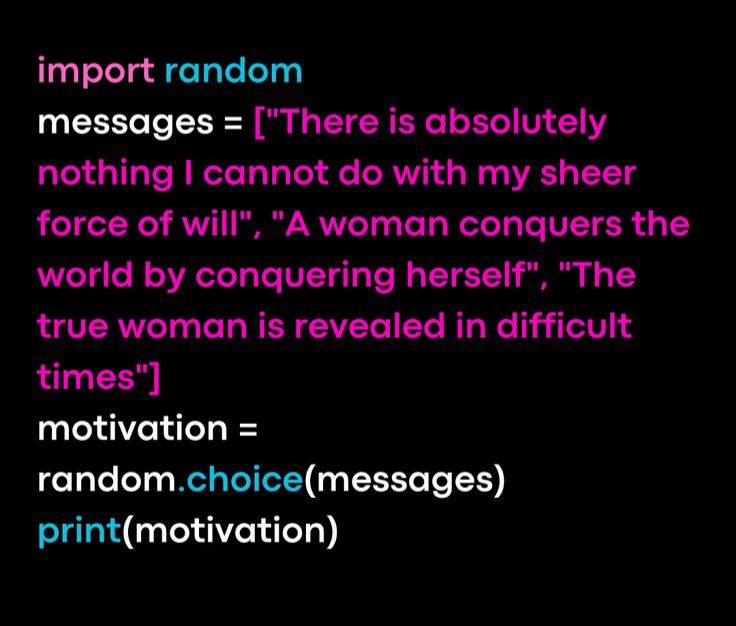 import random
messages = ["There is absolutely
nothing I cannot do with my sheer
force of will", "A woman conquers the
world by conquering herself", "The
true woman is revealed in difficult
times"]
motivation =
random.choice(messages)
print(motivation)